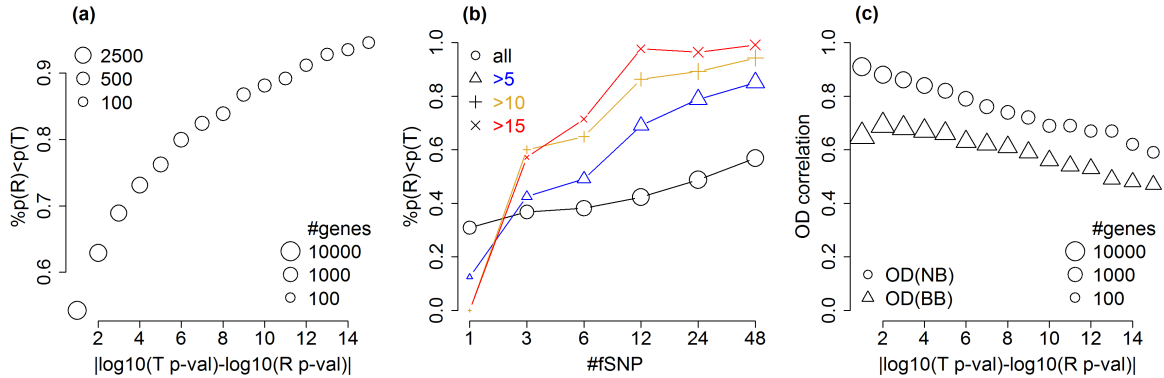 (a)
2500
500
100
#genes
10000
1000
100
%p(R)<p(T)
0.6 0.7 0.8 0.9
2 4 6 8 10 12 14
|log10(T p-val)-log10(R p-val)|
(b)
all
>5
>10
>15
%p(R)<p(T)
0.0 0.2 0.4 0.6 0.8 1.0
1 3 6 12 24 48
#fSNP
(c)
#genes
10000
1000
100
OD(NB)
OD(BB)
OD correlation
0.0 0.2 0.4 0.6 0.8 1.0
2 4 6 8 10 12 14
|log10(T p-val)-log10(R p-val)|